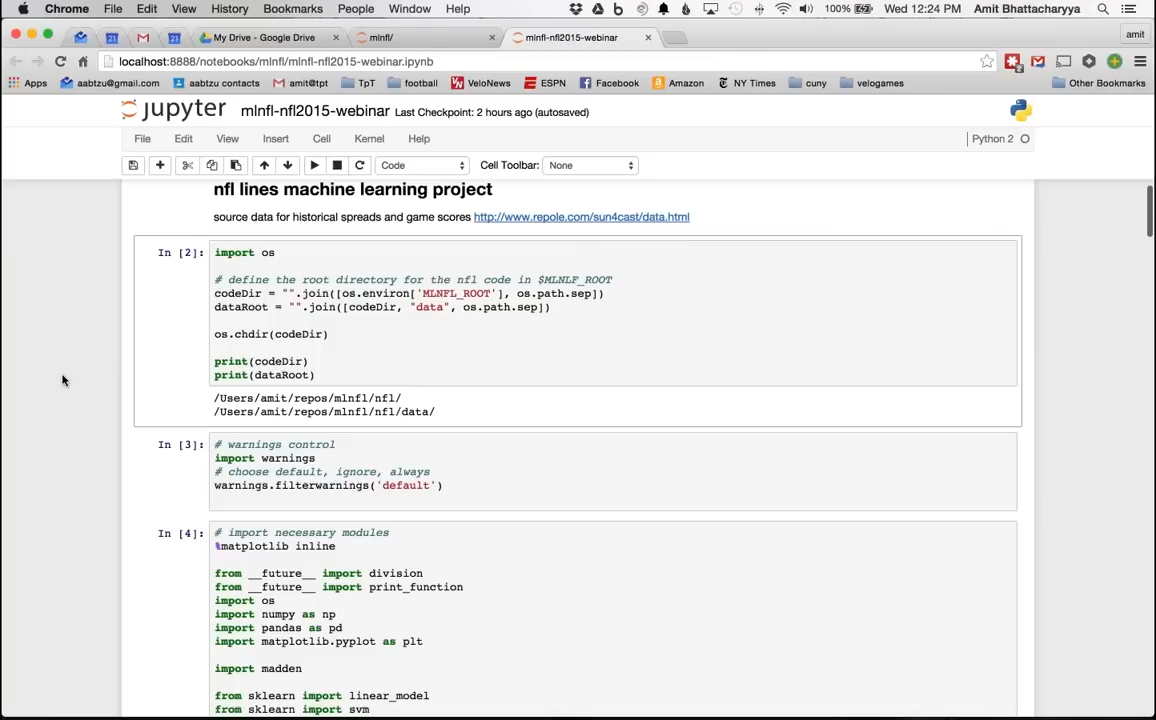 Chrome File Edit View History Bookmarks People Window Help 100% Wed 12:24 PM Amit Bhattacharyya
My Drive - Google Drive mlnfl/ mlnfl-nfl2015-webinar amit
localhost:8888/notebooks/mlnfl/mlnfl-nfl2015-webinar.ipynb
Apps aabtzu@gmail.com aabtzu contacts amit@tpt TpT football VeloNews ESPN Facebook Amazon NY Times cuny velogames Other Bookmarks
jupyter mlnfl-nfl2015-webinar Last Checkpoint: 2 hours ago (autosaved)
File Edit View Insert Cell Kernel Help Python 2
Code Cell Toolbar: None
nfl lines machine learning project
source data for historical spreads and game scores http://www.repole.com/sun4cast/data.html
In [2]: import os
# define the root directory for the nfl code in $MLNLF_ROOT
codeDir = "".join([os.environ['MLNFL_ROOT'], os.path.sep])
dataRoot = "".join([codeDir, "data", os.path.sep])
os.chdir(codeDir)
print(codeDir)
print(dataRoot)
/Users/amit/repos/mlnfl/nfl/
/Users/amit/repos/mlnfl/nfl/data/
In [3]: # warnings control
import warnings
# choose default, ignore, always
warnings.filterwarnings('default')
In [4]: # import necessary modules
%matplotlib inline
from __future__ import division
from __future__ import print_function
import os
import numpy as np
import pandas as pd
import matplotlib.pyplot as plt
import madden
from sklearn import linear_model
from sklearn import svm